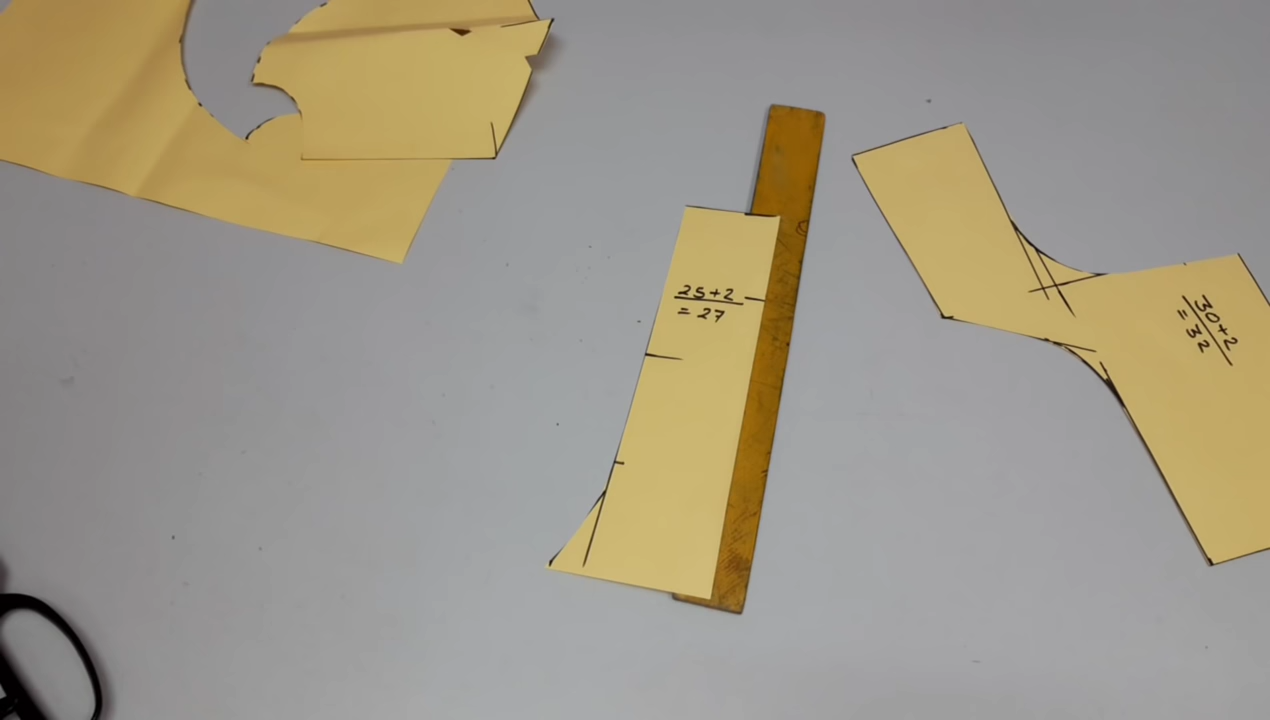 25+2
= 27
30+2
= 32